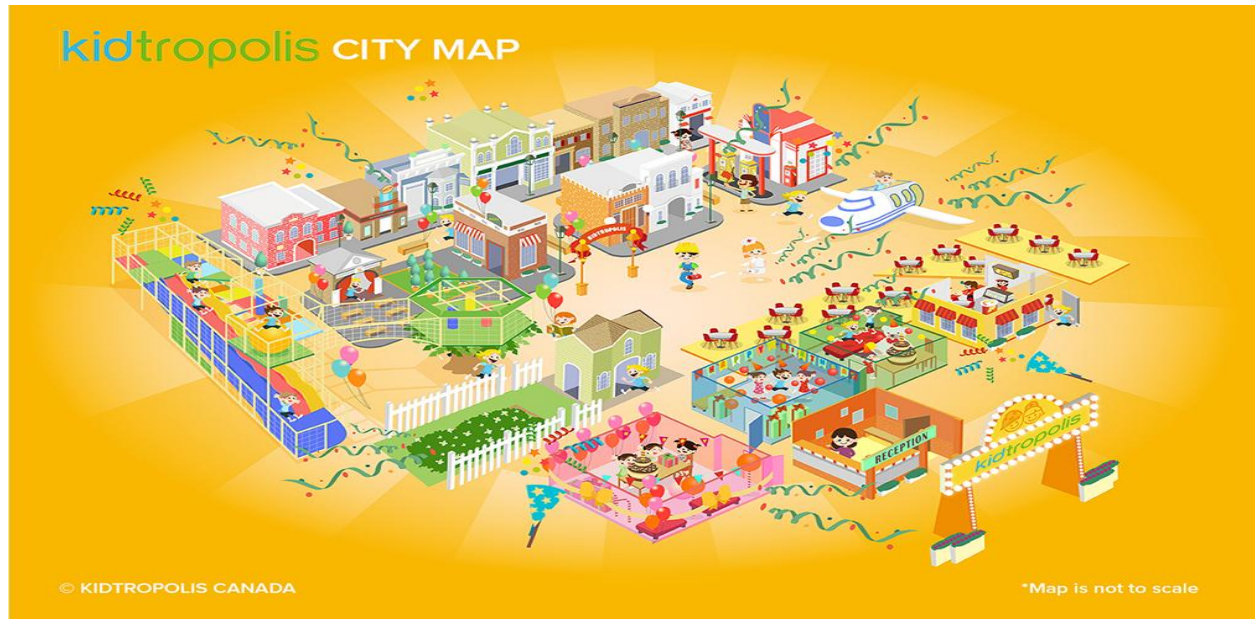 kidtropolis CITY MAP
KIDTROPOLIS
RECEPTION
kidtropolis
© KIDTROPOLIS CANADA
*Map is not to scale